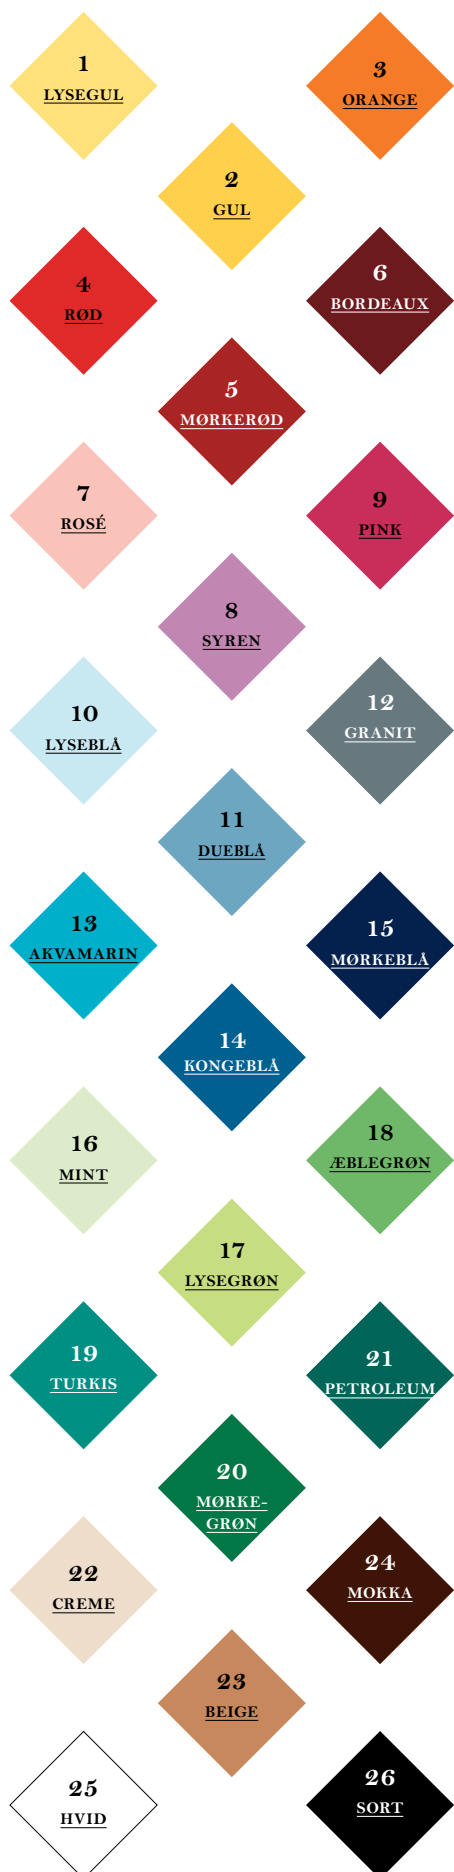 1
LYSEGUL
2
GUL
3
ORANGE
4
RØD
5
MØRKERØD
6
BORDEAUX
7
ROSÉ
8
SYREN
9
PINK
10
LYSEBLÅ
11
DUEBLÅ
12
GRANIT
13
AKVAMARIN
14
KONGEBLÅ
15
MØRKEBLÅ
16
MINT
17
LYSEGRØN
18
ÆBLEGRØN
19
TURKIS
20
MØRKE-
GRØN
21
PETROLEUM
22
CREME
23
BEIGE
24
MOKKA
25
HVID
26
SORT